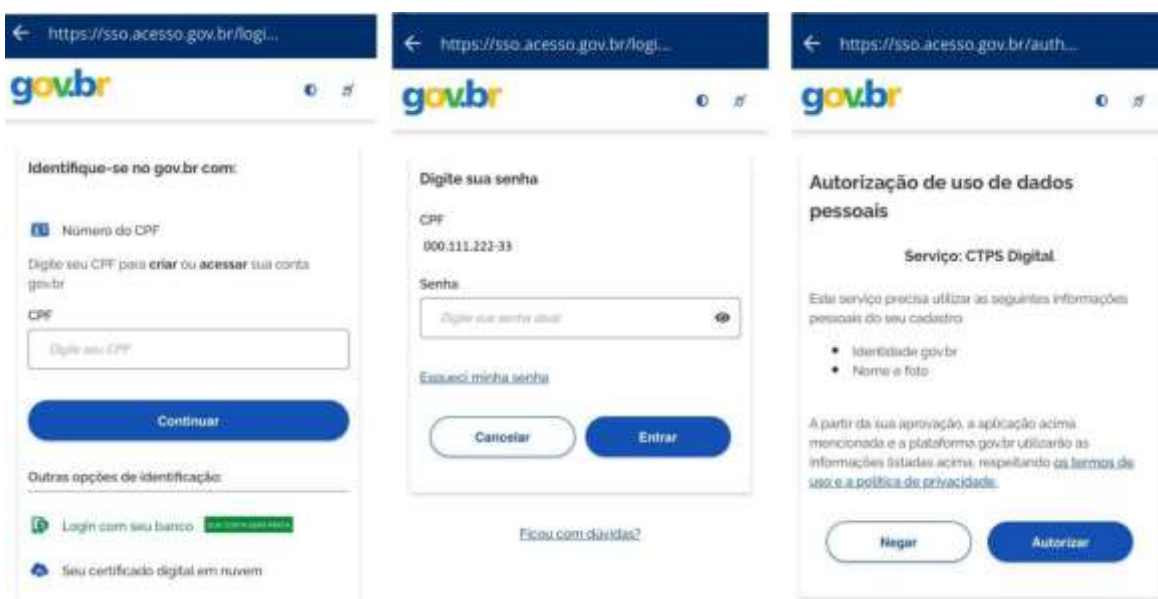 https://sso.acesso.gov.br/logi...
gov.br
Identifique-se no gov.br com:
Número do CPF
Digite seu CPF para criar ou acessar sua conta
gov.br
CPF
Digite seu CPF
Continuar
Outras opções de identificação:
Login com seu banco
Seu certificado digital em nuvem
https://sso.acesso.gov.br/logi...
gov.br
Digite sua senha
CPF
000.111.222-33
Senha
Digite sua senha atual
Esqueci minha senha
Cancelar
Entrar
Ficou com dúvidas?
https://sso.acesso.gov.br/auth...
gov.br
Autorização de uso de dados
pessoais
Serviço: CTPS Digital
Este serviço precisa utilizar as seguintes informações
pessoais do seu cadastro
Identidade gov.br
Nome e foto
A partir da sua aprovação, a aplicação acima
mencionada e a plataforma gov.br utilizarão as
informações listadas acima, respeitando os termos de
uso e a política de privacidade.
Negar
Autorizar